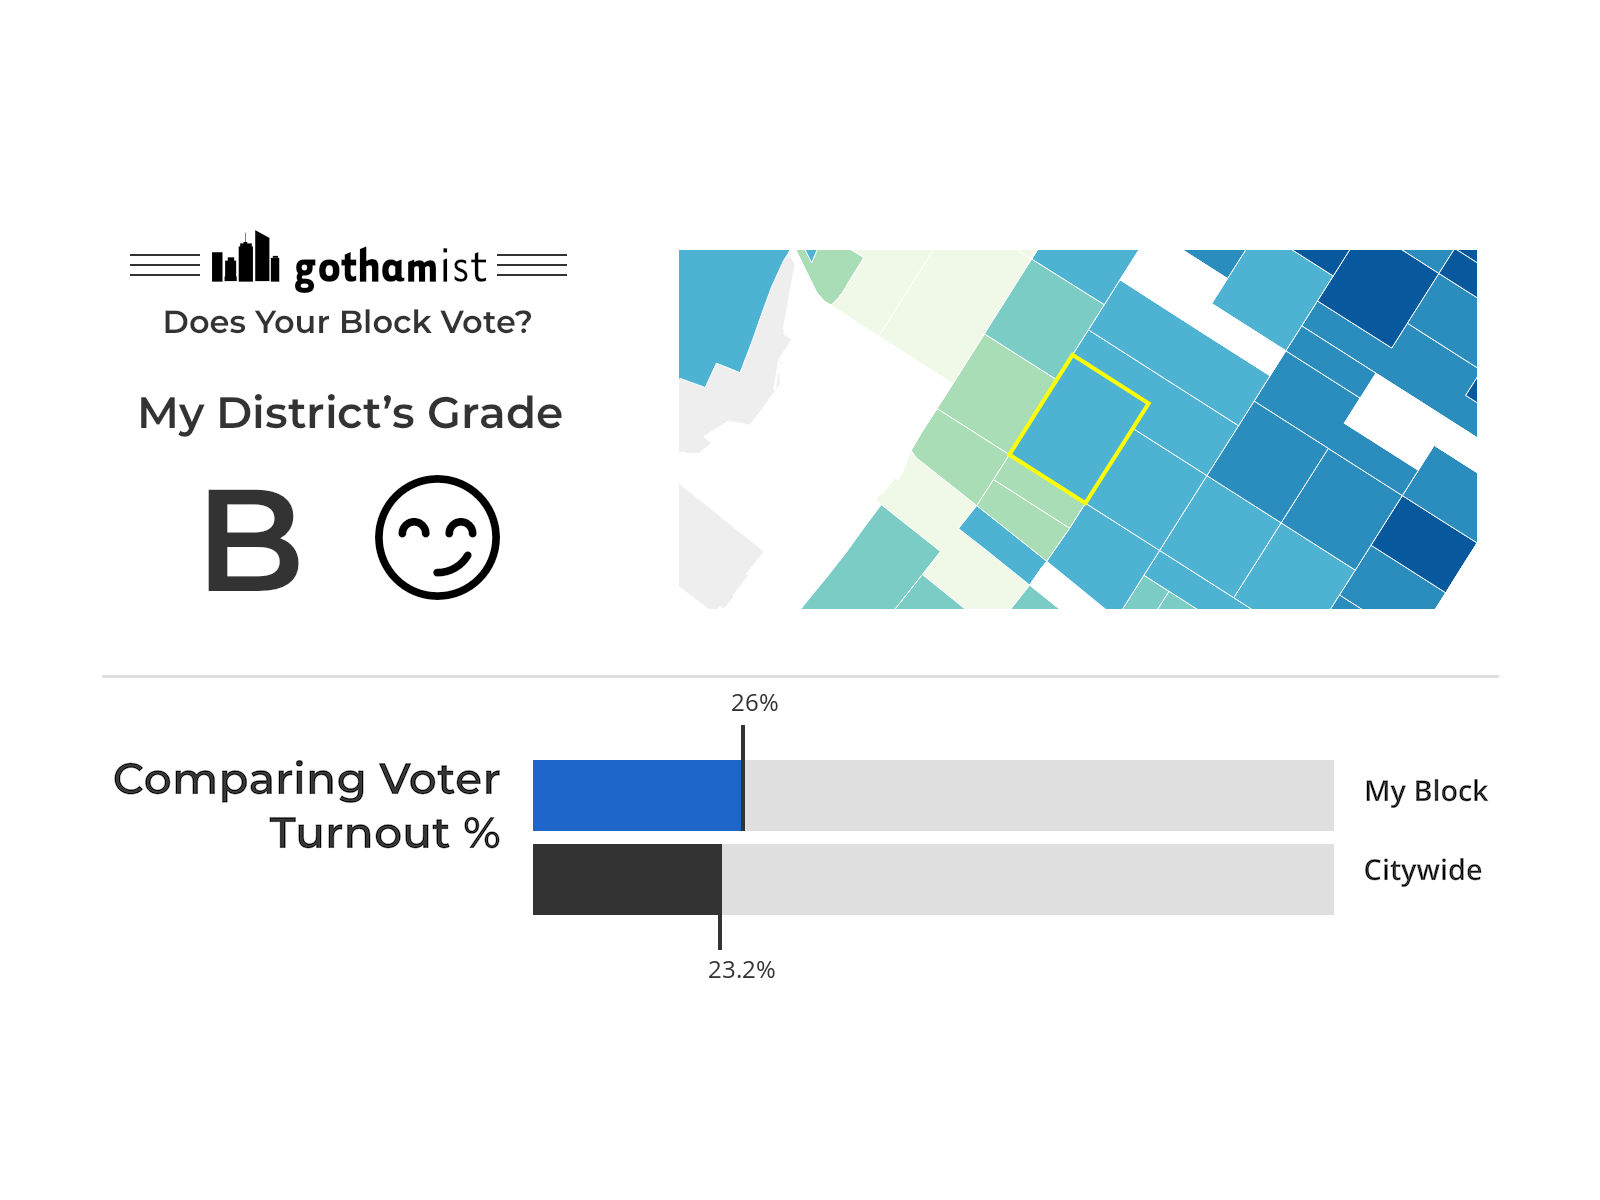 gothamist
Does Your Block Vote?
My District’s Grade
B
26%
Comparing Voter
Turnout %
My Block
Citywide
23.2%